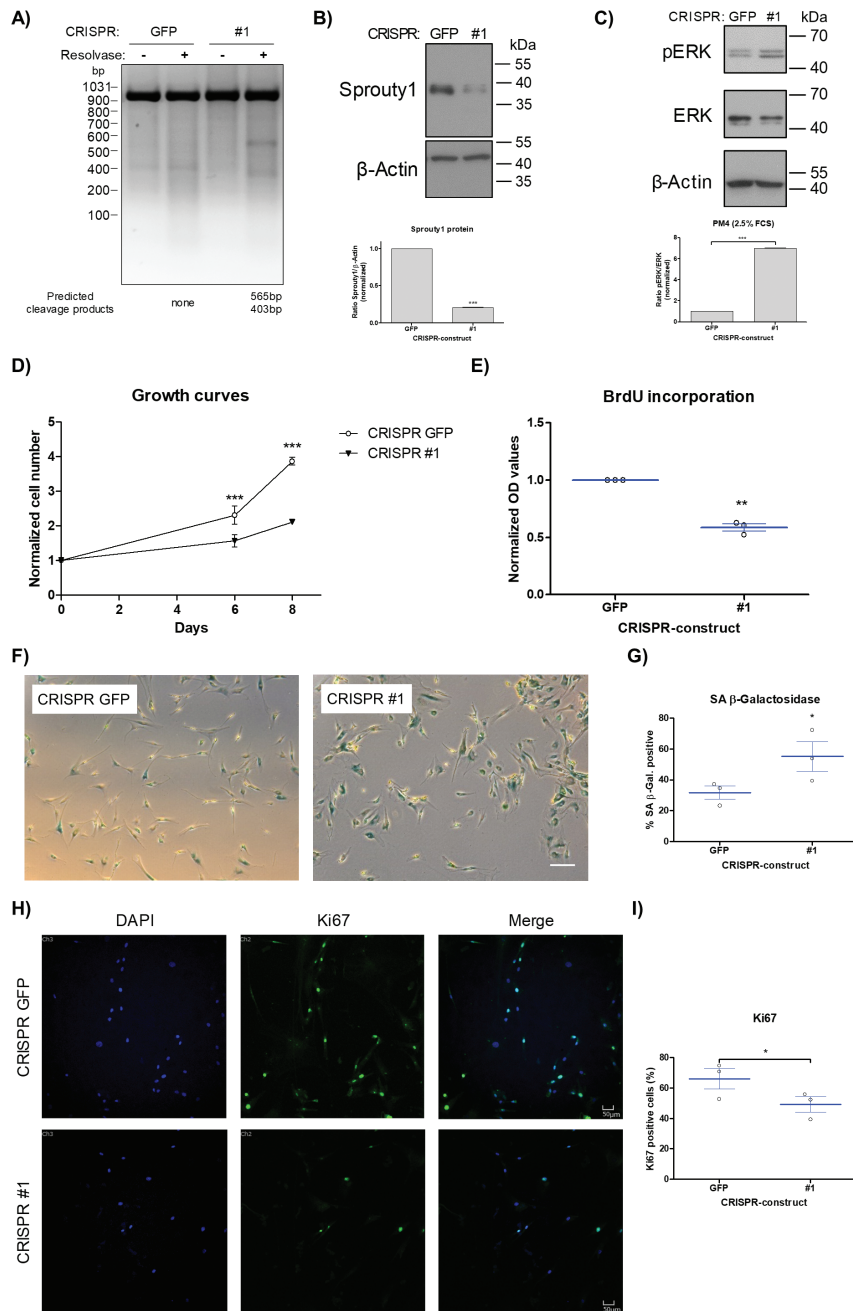 A)
CRISPR: GFP #1
Resolvase: - + - +
bp
1031
900
800
700
600
500
400
200
100
Predicted cleavage products
none
565bp
403bp
B)
CRISPR: GFP #1
kDa
Sprouty1
55
40
35
β-Actin
55
40
35
Sprouty1 protein
Ratio Sprouty1/β-Actin
(normalized)
1.0
0.5
0.0
***
GFP #1
CRISPR-construct
C)
CRISPR: GFP #1 kDa
pERK
70
40
ERK
70
40
β-Actin
55
40
PM4 (2.5% FCS)
Ratio pERK/ERK
(normalized)
8
6
4
2
0
***
GFP #1
CRISPR-construct
D)
Growth curves
Normalized cell number
5
4
3
2
1
0
***
***
0 2 4 6 8
Days
CRISPR GFP
CRISPR #1
E)
BrdU incorporation
Normalized OD values
1.5
1.0
0.5
0.0
**
GFP #1
CRISPR-construct
F)
CRISPR GFP
CRISPR #1
G)
SA β-Galactosidase
% SA β-Gal. positive
80
60
40
20
0
*
GFP #1
CRISPR-construct
H)
DAPI Ki67 Merge
CRISPR GFP
Ch3
Ch2
50µm
CRISPR #1
Ch3
Ch2
50µm
I)
Ki67
Ki67 positive cells (%)
80
60
40
20
0
*
GFP #1
CRISPR-construct